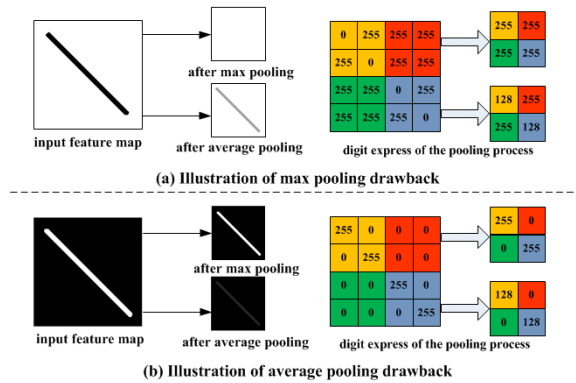 0 255 255 255
255 0 255 255
255 255 0 255
255 255 255 0
255 255
255 255
128 255
255 128
after max pooling
after average pooling
input feature map
digit express of the pooling process
(a) Illustration of max pooling drawback
255 0 0 0
0 255 0 0
0 0 255 0
0 0 0 255
255 0
0 255
128 0
0 128
after max pooling
after average pooling
input feature map
digit express of the pooling process
(b) Illustration of average pooling drawback